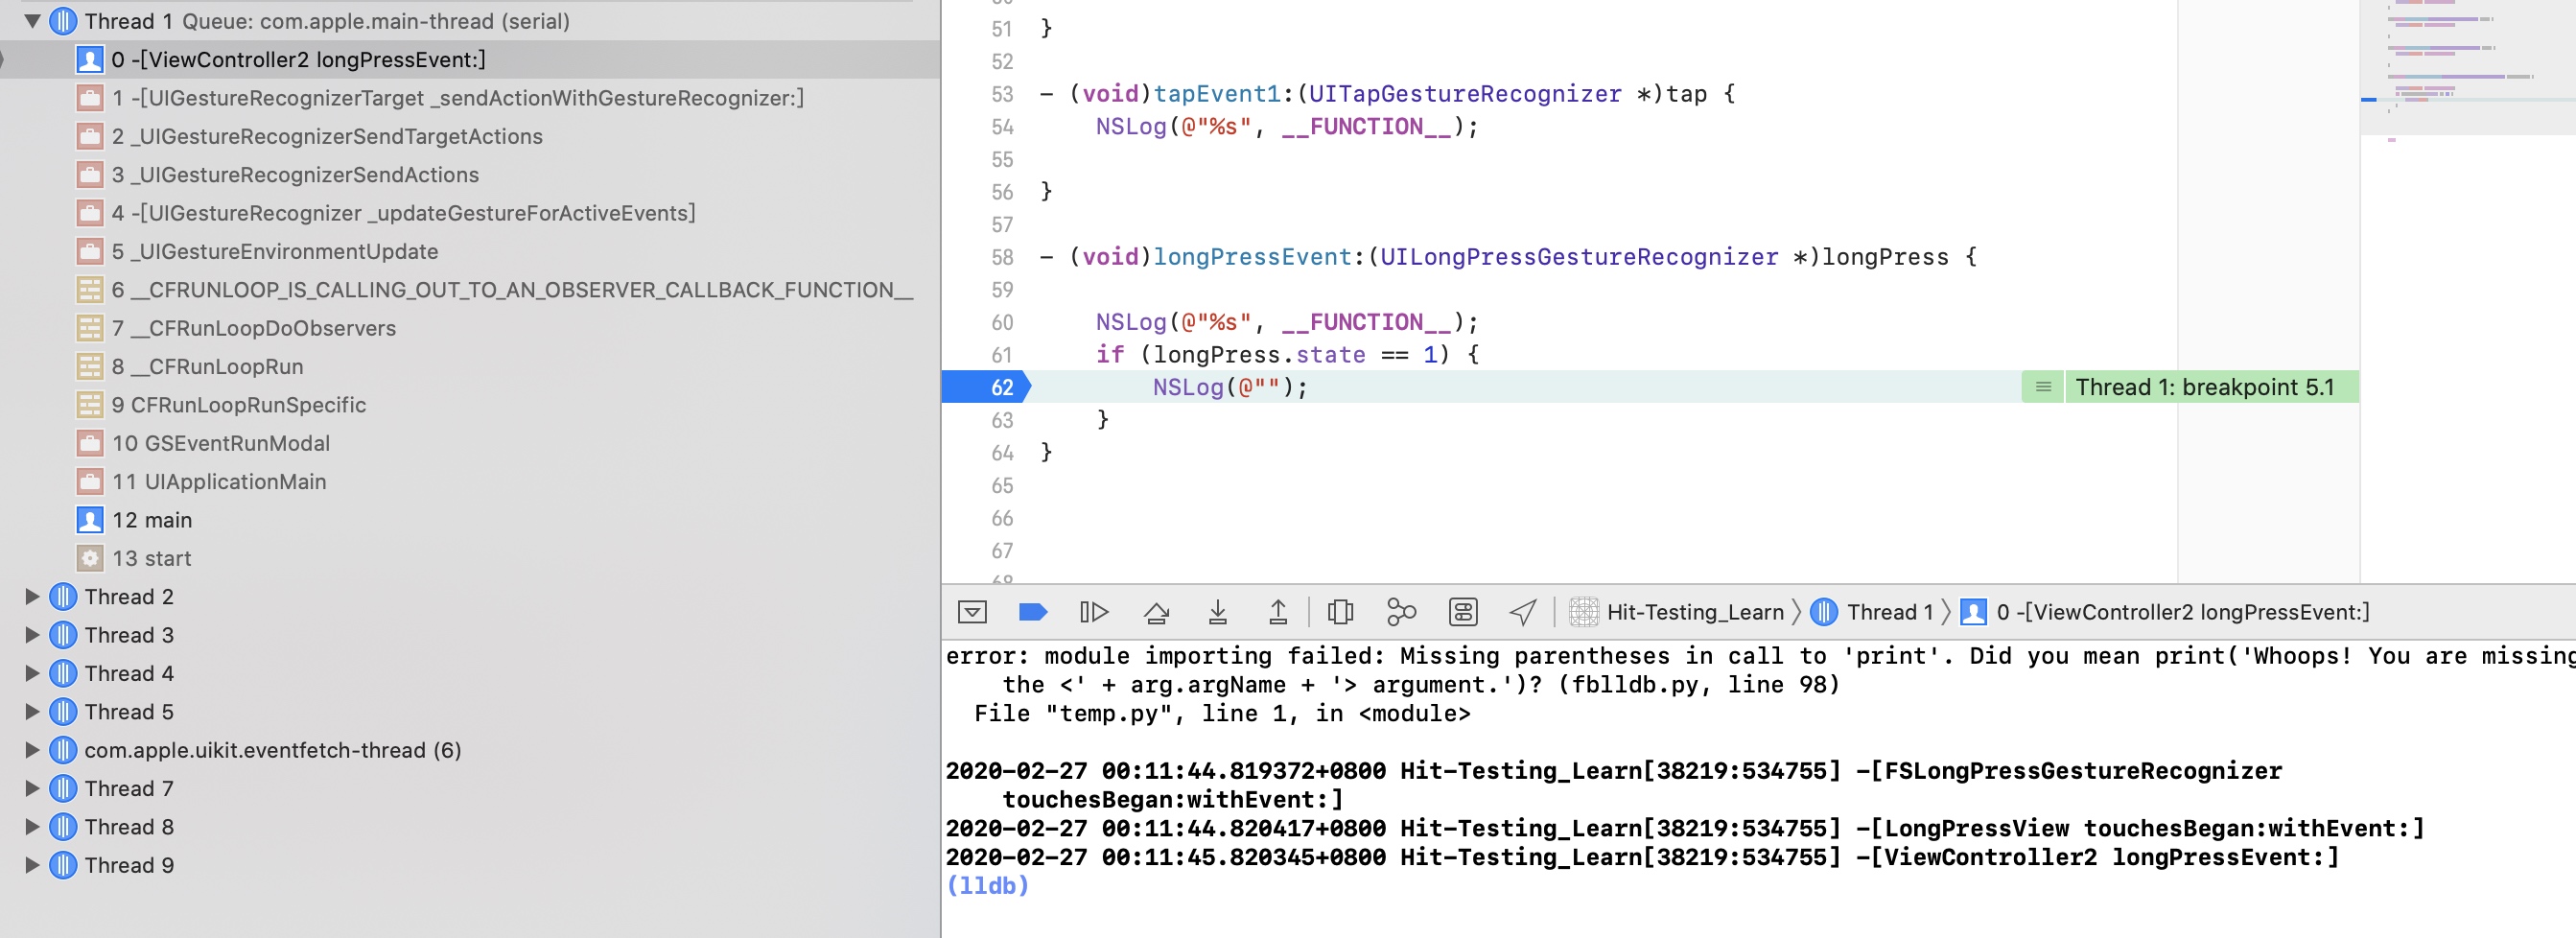 Thread 1 Queue: com.apple.main-thread (serial)
0 -[ViewController2 longPressEvent:]
1 -[UIGestureRecognizerTarget _sendActionWithGestureRecognizer:]
2 _UIGestureRecognizerSendTargetActions
3 _UIGestureRecognizerSendActions
4 -[UIGestureRecognizer _updateGestureForActiveEvents]
5 _UIGestureEnvironmentUpdate
6 __CFRUNLOOP_IS_CALLING_OUT_TO_AN_OBSERVER_CALLBACK_FUNCTION__
7 __CFRunLoopDoObservers
8 __CFRunLoopRun
9 CFRunLoopRunSpecific
10 GSEventRunModal
11 UIApplicationMain
12 main
13 start
Thread 2
Thread 3
Thread 4
Thread 5
com.apple.uikit.eventfetch-thread (6)
Thread 7
Thread 8
Thread 9
51 }
52
53 - (void)tapEvent1:(UITapGestureRecognizer *)tap {
54 NSLog(@"%s", __FUNCTION__);
55
56 }
57
58 - (void)longPressEvent:(UILongPressGestureRecognizer *)longPress {
59
60 NSLog(@"%s", __FUNCTION__);
61 if (longPress.state == 1) {
62 NSLog(@""); Thread 1: breakpoint 5.1
63 }
64 }
65
66
67
Hit-Testing_Learn 〉 Thread 1 〉 0 -[ViewController2 longPressEvent:]
error: module importing failed: Missing parentheses in call to 'print'. Did you mean print('Whoops! You are missing
the <' + arg.argName + '> argument.')? (fblldb.py, line 98)
File "temp.py", line 1, in <module>
2020-02-27 00:11:44.819372+0800 Hit-Testing_Learn[38219:534755] -[FSLongPressGestureRecognizer
touchesBegan:withEvent:]
2020-02-27 00:11:44.820417+0800 Hit-Testing_Learn[38219:534755] -[LongPressView touchesBegan:withEvent:]
2020-02-27 00:11:45.820345+0800 Hit-Testing_Learn[38219:534755] -[ViewController2 longPressEvent:]
(lldb)